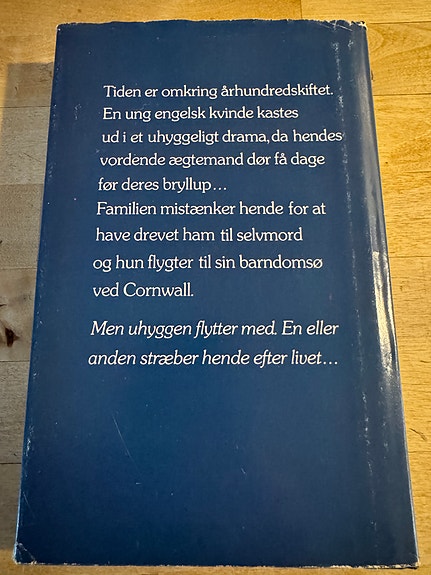 Tiden er omkring århundredskiftet.
En ung engelsk kvinde kastes
ud i et uhyggeligt drama, da hendes
vordende ægtemand dør få dage
før deres bryllup...
Familien mistænker hende for at
have drevet ham til selvmord
og hun flygter til sin barndomsø
ved Cornwall.
Men uhyggen flytter med. En eller
anden stræber hende efter livet...